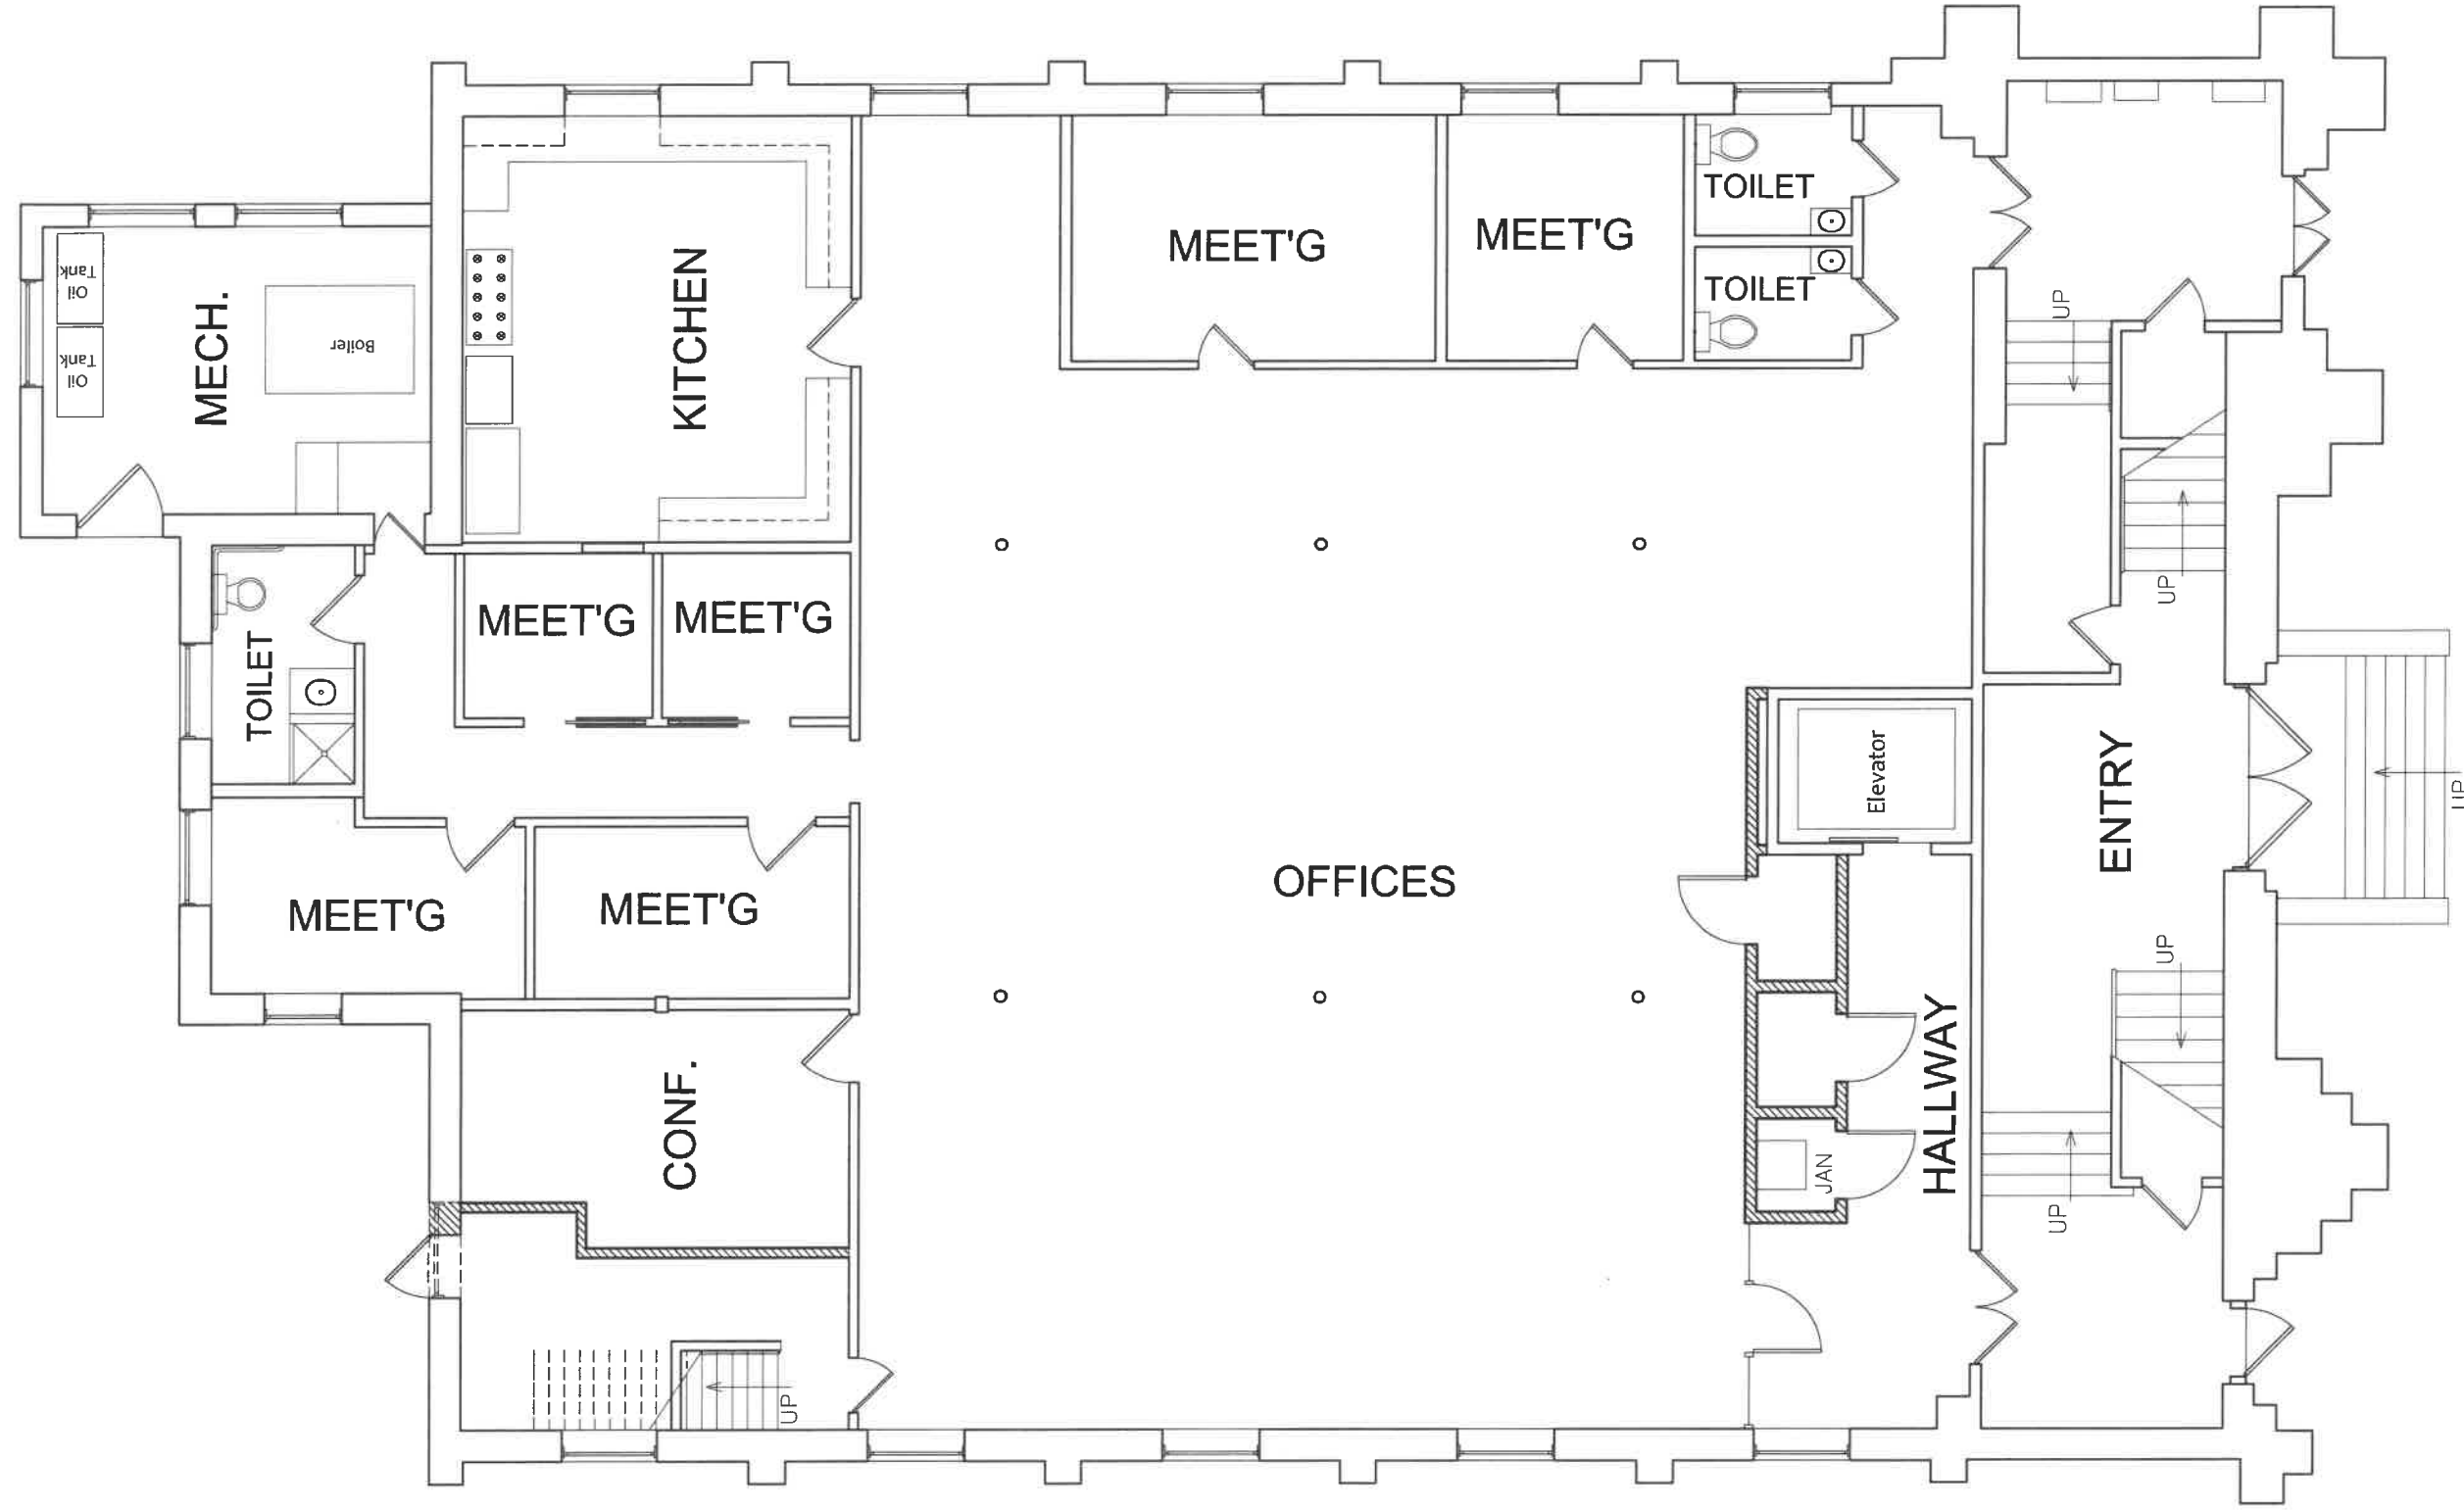 TOILET
MEET'G
MEET'G
TOILET
Oil
Tank
Oil
Tank
MECH.
Boiler
KITCHEN
UP
MEET'G
MEET'G
UP
TOILET
Elevator
ENTRY
UP
OFFICES
MEET'G
MEET'G
UP
HALLWAY
CONF.
JAN
UP
UP